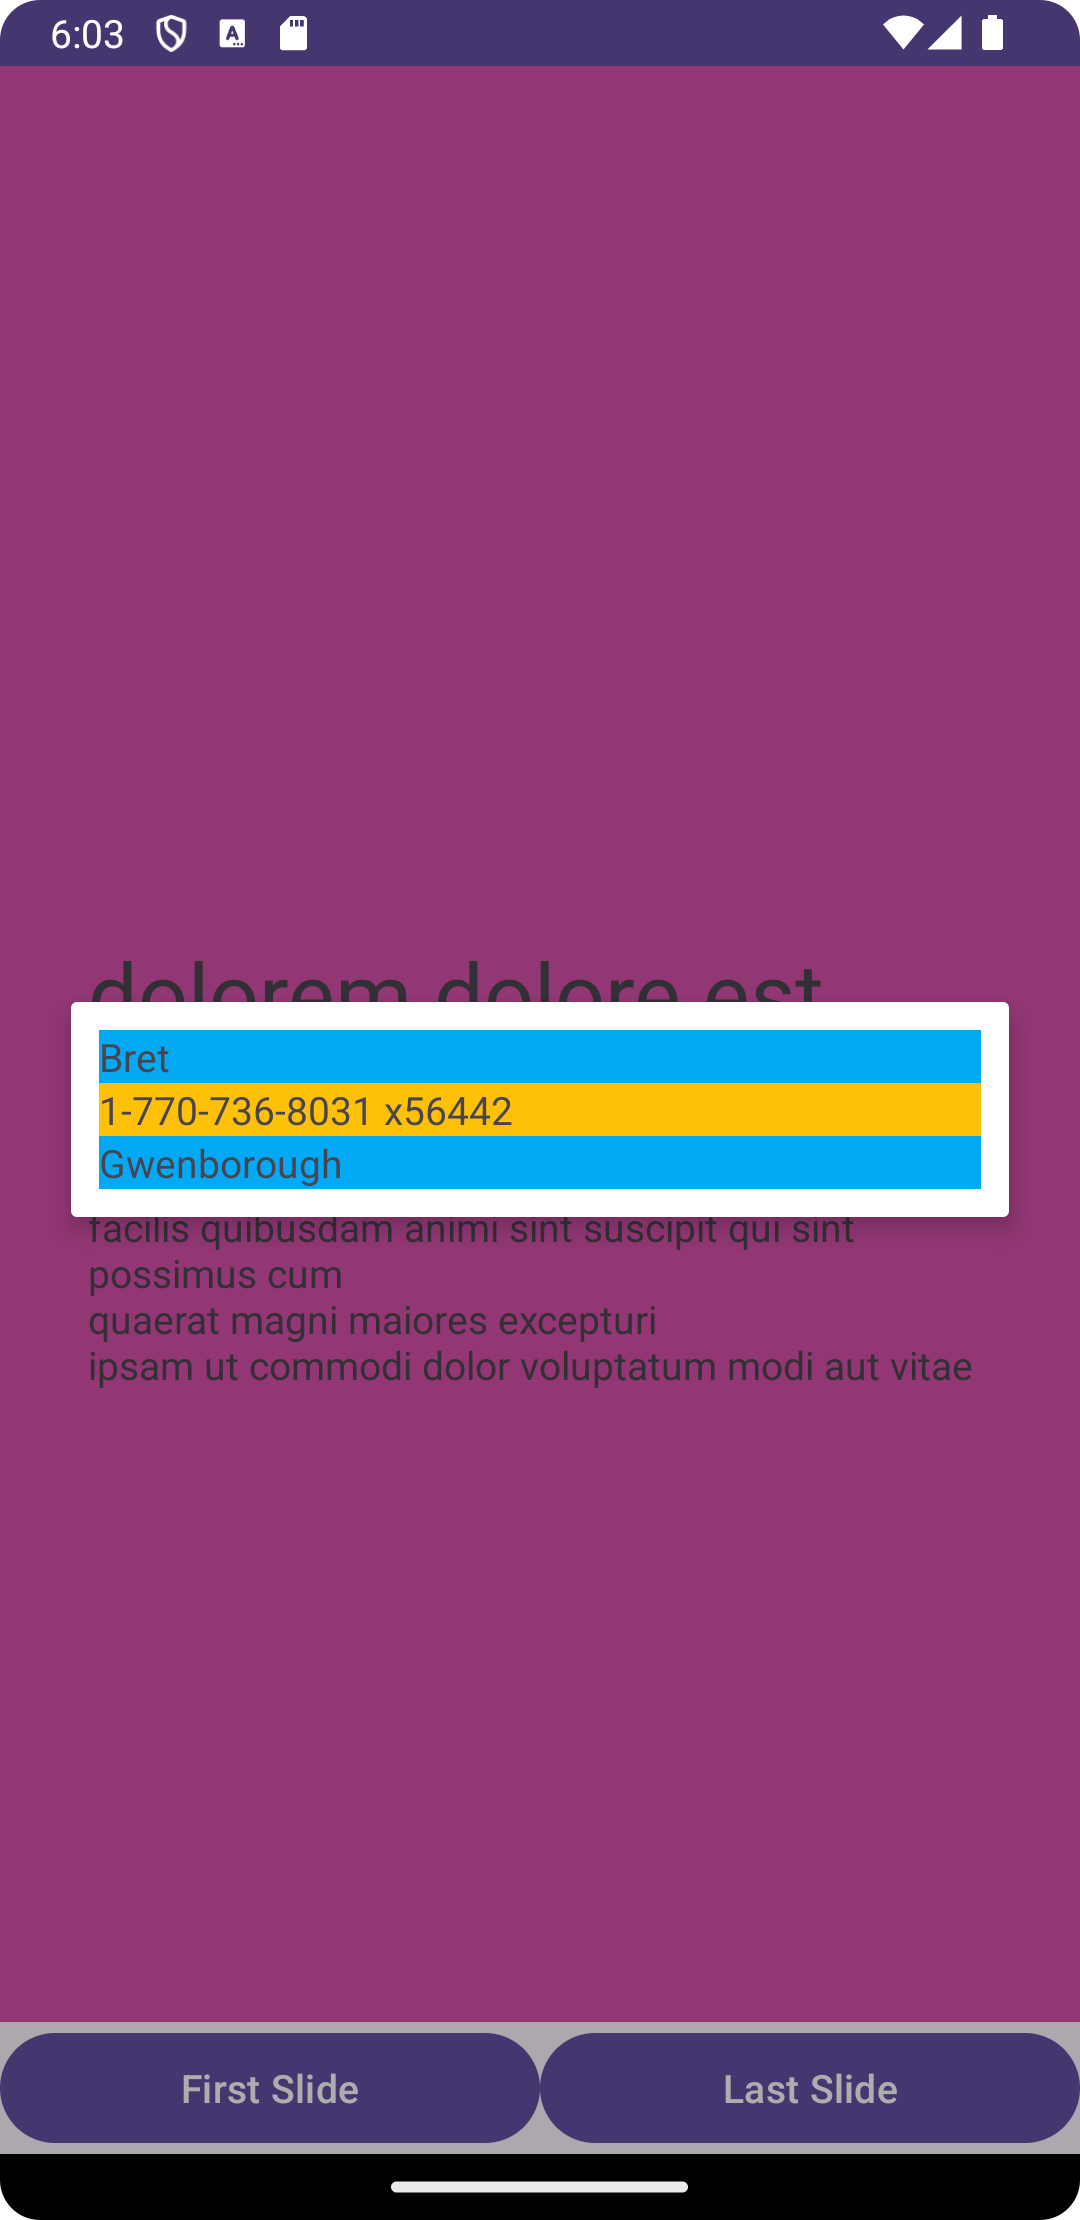 6:03
dolorem dolore est
Bret
1-770-736-8031 x56442
Gwenborough
facilis quibusdam animi sint suscipit qui sint
possimus cum
quaerat magni maiores excepturi
ipsam ut commodi dolor voluptatum modi aut vitae
First Slide
Last Slide